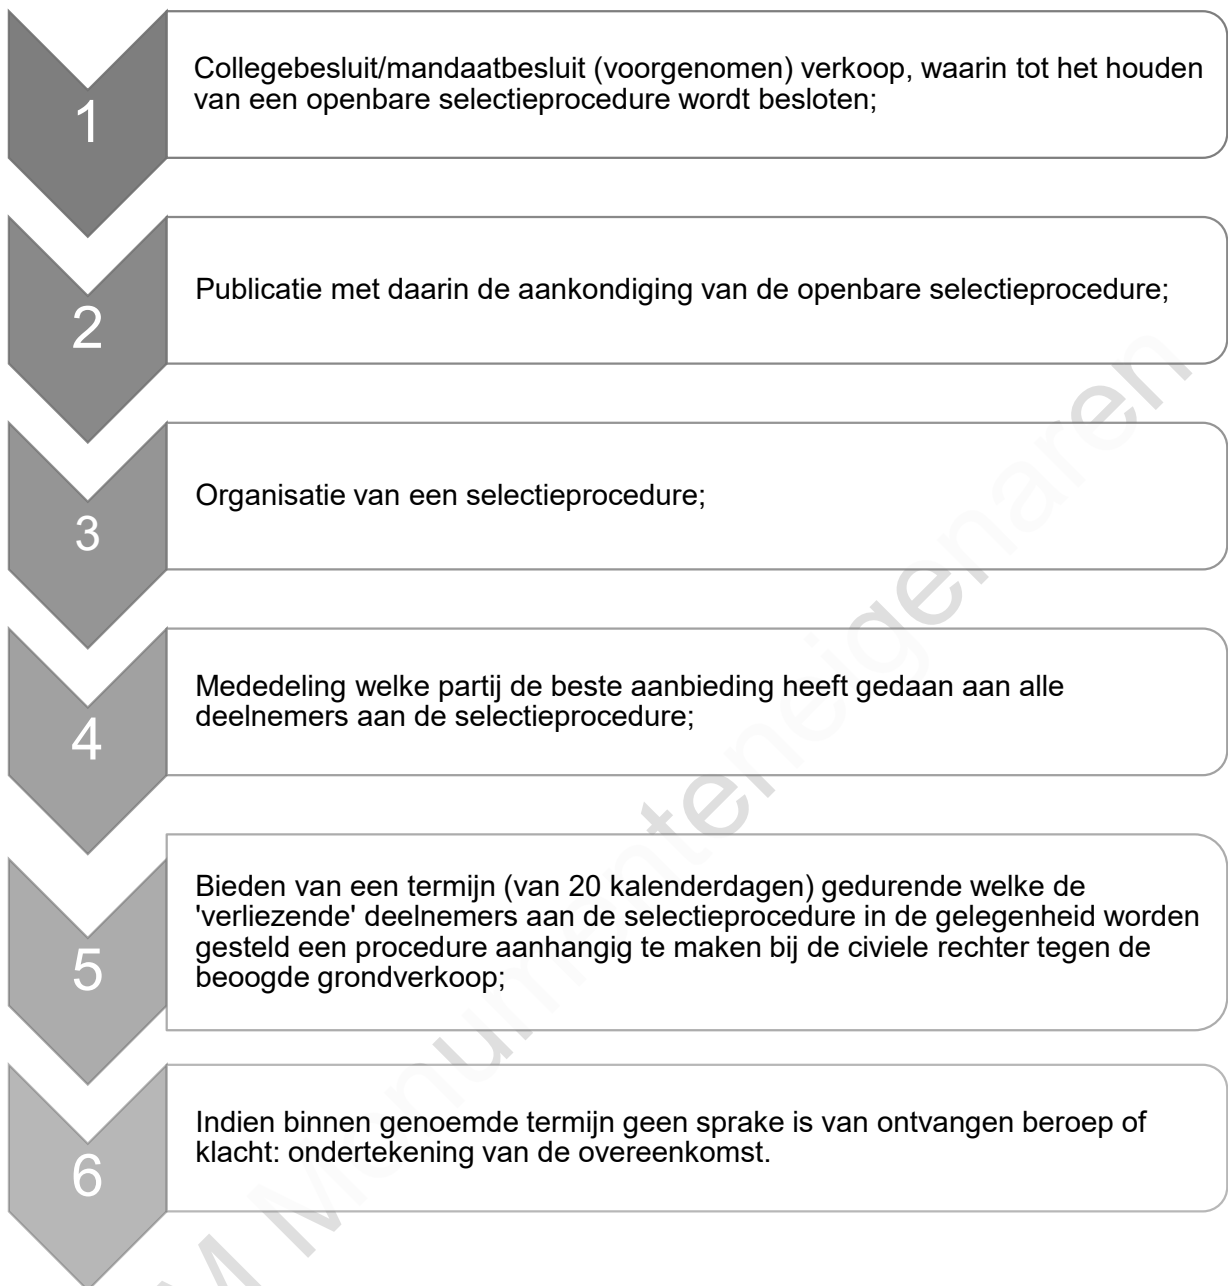 1
Collegebesluit/mandaatbesluit (voorgenomen) verkoop, waarin tot het houden
van een openbare selectieprocedure wordt besloten;
2
Publicatie met daarin de aankondiging van de openbare selectieprocedure;
3
Organisatie van een selectieprocedure;
4
Mededeling welke partij de beste aanbieding heeft gedaan aan alle
deelnemers aan de selectieprocedure;
5
Bieden van een termijn (van 20 kalenderdagen) gedurende welke de
'verliezende' deelnemers aan de selectieprocedure in de gelegenheid worden
gesteld een procedure aanhangig te maken bij de civiele rechter tegen de
beoogde grondverkoop;
6
Indien binnen genoemde termijn geen sprake is van ontvangen beroep of
klacht: ondertekening van de overeenkomst.